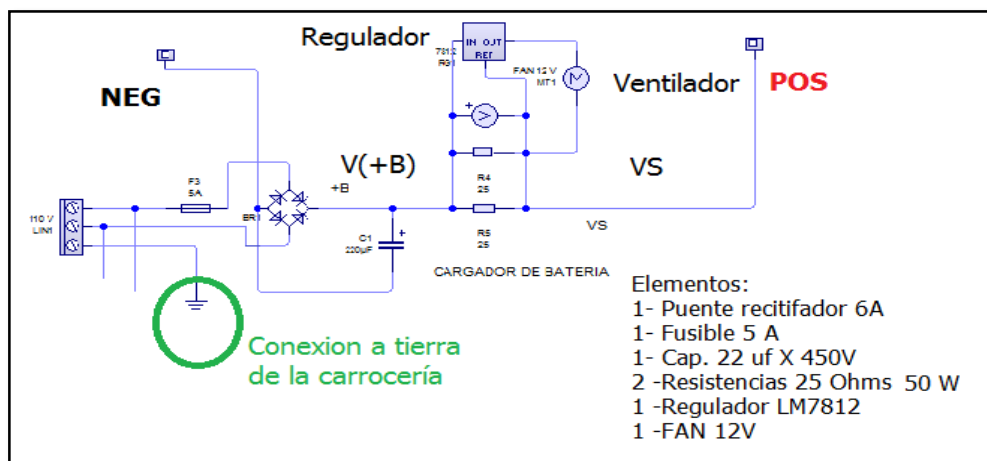 Regulador
7812
RG1
IN OUT
REF
FAN 12 V
MT1
Ventilador
POS
NEG
V(+B)
+B
VS
R4
25
F3
5A
110 V
LIN1
BR1
C1
220µF
R5
25
VS
CARGADOR DE BATERIA
Conexion a tierra
de la carrocería
Elementos:
1- Puente recitifador 6A
1- Fusible 5 A
1- Cap. 22 uf X 450V
2 -Resistencias 25 Ohms 50 W
1 -Regulador LM7812
1 -FAN 12V